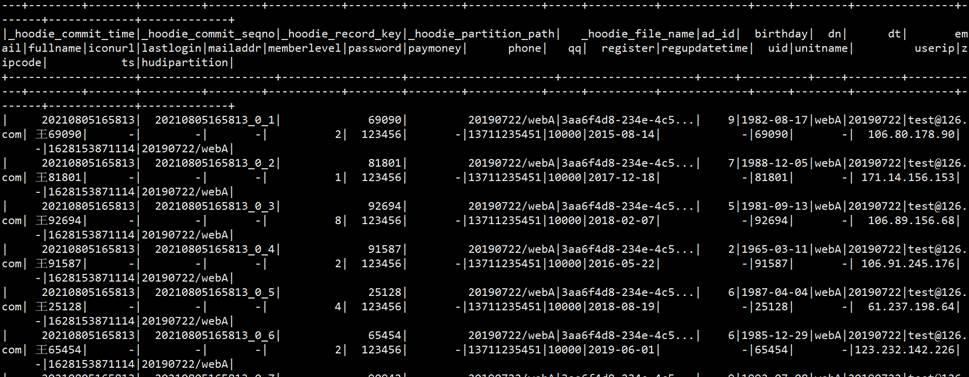 |_hoodie_commit_time|_hoodie_commit_seqno|_hoodie_record_key|_hoodie_partition_path|   _hoodie_file_name|ad_id|  birthday|  dn|      dt|      em
ail|fullname|iconurl|lastlogin|mailaddr|memberlevel|password|paymoney|      phone|   qq|  register|regupdatetime|  uid|unitname|         userip|z
ipcode|           ts|hudipartition|
|     20210805165813|  20210805165813_0_1|             69090|         20190722/webA|3aa6f4d8-234e-4c5...|    9|1982-08-17|webA|20190722|test@126.
com|  王69090|      -|        -|       -|          2|  123456|       -|13711235451|10000|2015-08-14|            -|69090|       -|  106.80.178.90|
     -|1628153871114|20190722/webA|
|     20210805165813|  20210805165813_0_2|             81801|         20190722/webA|3aa6f4d8-234e-4c5...|    7|1988-12-05|webA|20190722|test@126.
com|  王81801|      -|        -|       -|          1|  123456|       -|13711235451|10000|2017-12-18|            -|81801|       -| 171.14.156.153|
     -|1628153871114|20190722/webA|
|     20210805165813|  20210805165813_0_3|             92694|         20190722/webA|3aa6f4d8-234e-4c5...|    5|1981-09-13|webA|20190722|test@126.
com|  王92694|      -|        -|       -|          8|  123456|       -|13711235451|10000|2018-02-07|            -|92694|       -|  106.89.156.68|
     -|1628153871114|20190722/webA|
|     20210805165813|  20210805165813_0_4|             91587|         20190722/webA|3aa6f4d8-234e-4c5...|    2|1965-03-11|webA|20190722|test@126.
com|  王91587|      -|        -|       -|          2|  123456|       -|13711235451|10000|2016-05-22|            -|91587|       -| 106.91.245.176|
     -|1628153871114|20190722/webA|
|     20210805165813|  20210805165813_0_5|             25128|         20190722/webA|3aa6f4d8-234e-4c5...|    6|1987-04-04|webA|20190722|test@126.
com|  王25128|      -|        -|       -|          4|  123456|       -|13711235451|10000|2018-08-19|            -|25128|       -|  61.237.198.64|
     -|1628153871114|20190722/webA|
|     20210805165813|  20210805165813_0_6|             65454|         20190722/webA|3aa6f4d8-234e-4c5...|    6|1985-12-29|webA|20190722|test@126.
com|  王65454|      -|        -|       -|          2|  123456|       -|13711235451|10000|2019-06-01|            -|65454|       -|123.232.142.226|
     -|1628153871114|20190722/webA|